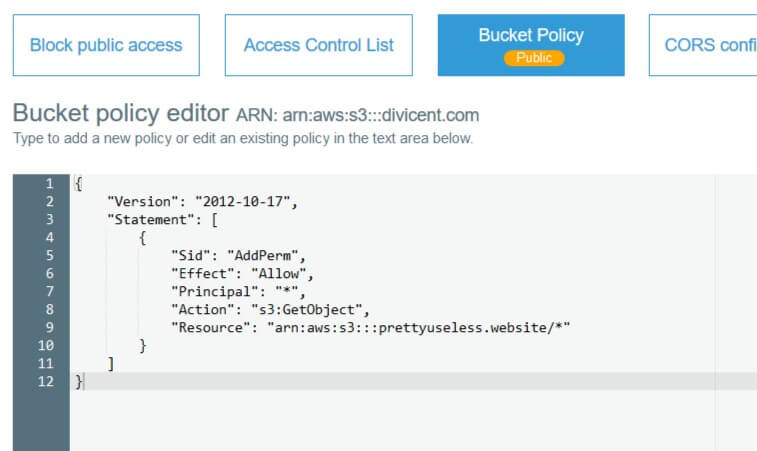 Block public access
Access Control List
Bucket Policy
Public
CORS confi
Bucket policy editor ARN: arn:aws:s3:::divicent.com
Type to add a new policy or edit an existing policy in the text area below.
1 {
2 "Version": "2012-10-17",
3 "Statement": [
4 {
5 "Sid": "AddPerm",
6 "Effect": "Allow",
7 "Principal": "*",
8 "Action": "s3:GetObject",
9 "Resource": "arn:aws:s3:::prettyuseless.website/*"
10 }
11 ]
12 }